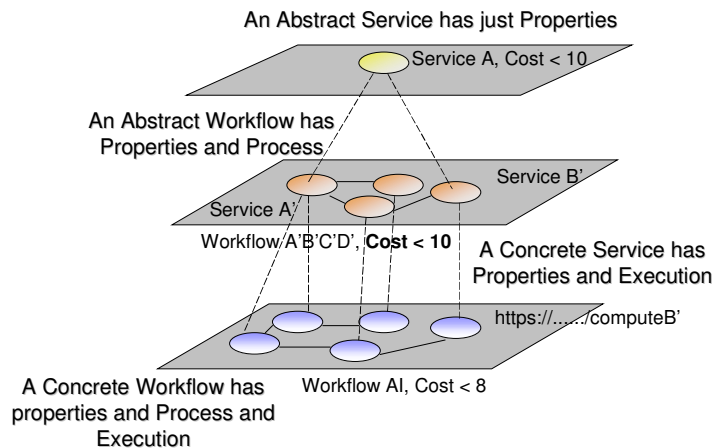 An Abstract Service has just Properties
Service A, Cost < 10
An Abstract Workflow has
Properties and Process
Service B’
Service A’
Workflow A’B’C’D’, Cost < 10
A Concrete Service has
Properties and Execution
https://....../computeB’
A Concrete Workflow has
properties and Process and
Execution
Workflow AI, Cost < 8